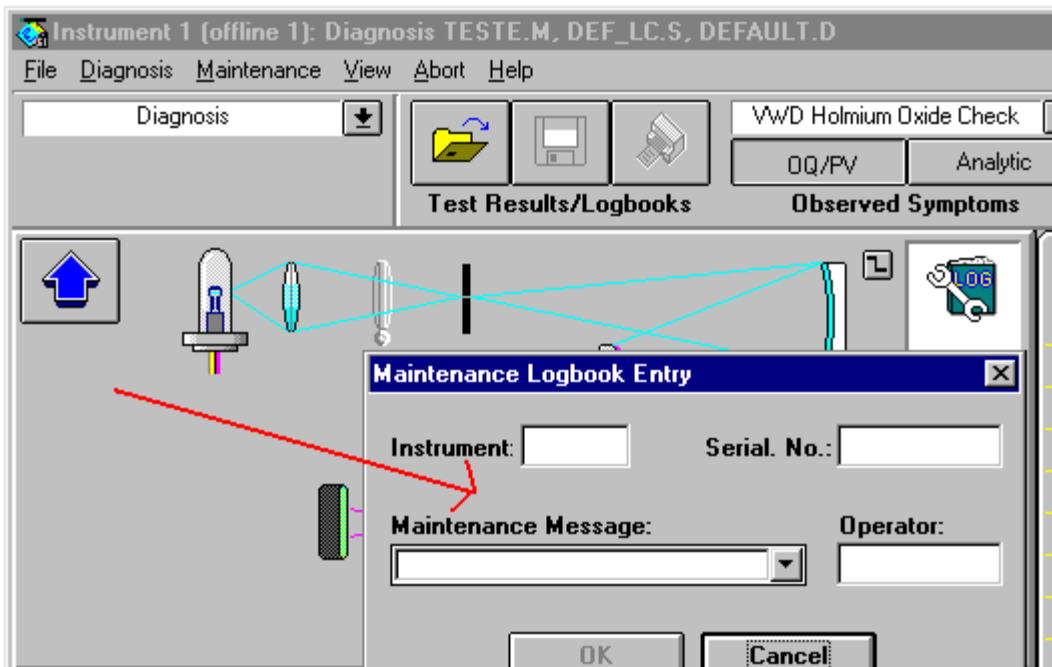 Instrument 1 (offline 1): Diagnosis TESTE.M, DEF_LC.S, DEFAULT.D
File Diagnosis Maintenance View Abort Help
Diagnosis
VWD Holmium Oxide Check
OQ/PV Analytic
Test Results/Logbooks
Observed Symptoms
LOG
Maintenance Logbook Entry
Instrument:
Serial. No.:
Maintenance Message:
Operator:
OK
Cancel